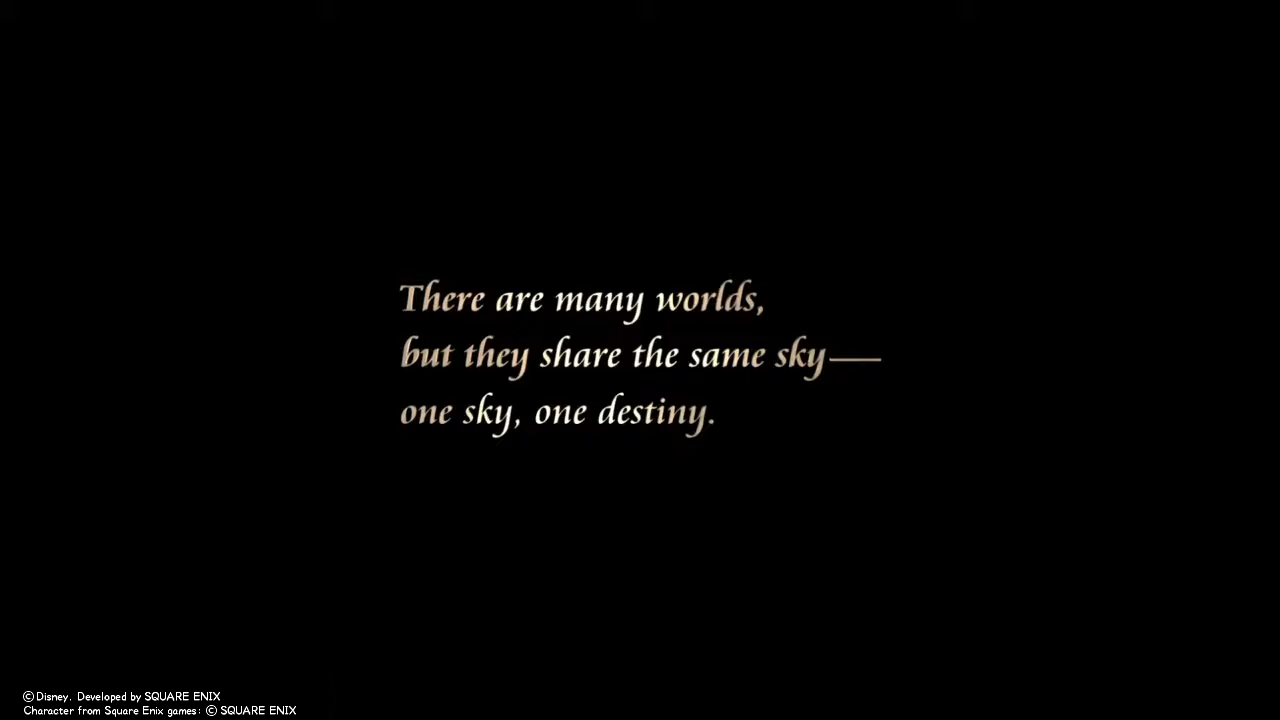 There are many worlds,
but they share the same sky—
one sky, one destiny.
©Disney. Developed by SQUARE ENIX
Character from Square Enix games: © SQUARE ENIX